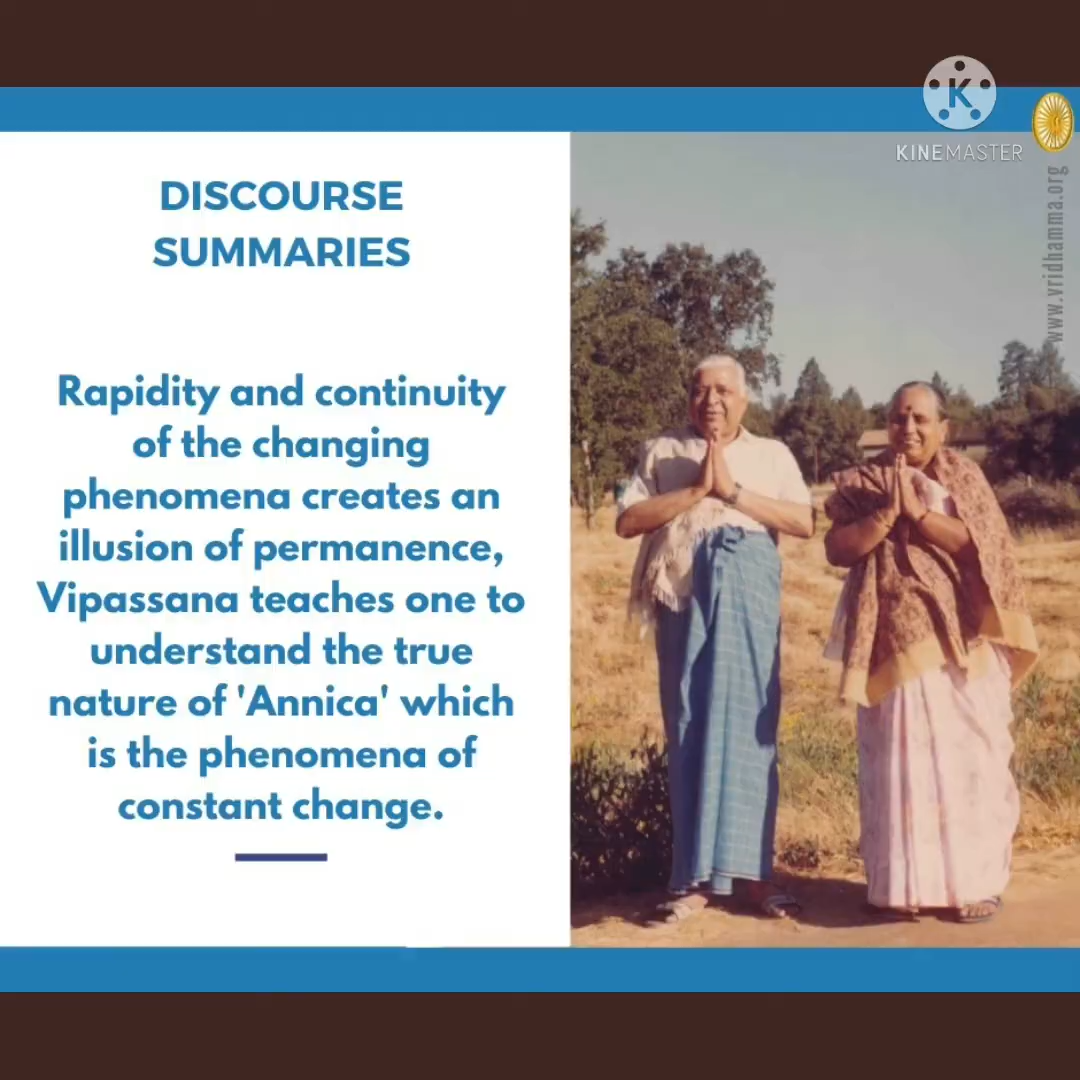 DISCOURSE
SUMMARIES
Rapidity and continuity
of the changing
phenomena creates an
illusion of permanence,
Vipassana teaches one to
understand the true
nature of 'Annica' which
is the phenomena of
constant change.
K
KINEMASTER
www.vridhamma.org